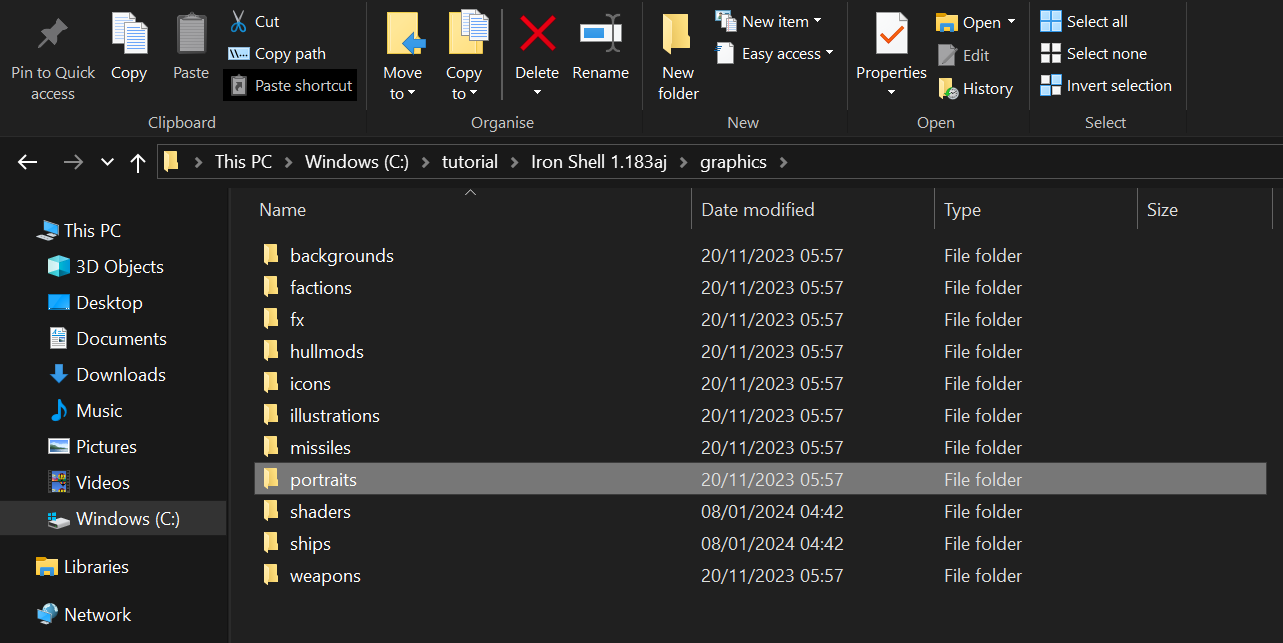 Pin to Quick
access
Copy
Paste
Cut
Copy path
Paste shortcut
Clipboard
Move
to
Copy
to
Delete
Rename
Organise
New
folder
New item
Easy access
New
Properties
Open
Edit
History
Open
Select all
Select none
Invert selection
Select
This PC > Windows (C:) > tutorial > Iron Shell 1.183aj > graphics >
Name Date modified Type Size
This PC
3D Objects
Desktop
Documents
Downloads
Music
Pictures
Videos
Windows (C:)
Libraries
Network
backgrounds 20/11/2023 05:57 File folder
factions 20/11/2023 05:57 File folder
fx 20/11/2023 05:57 File folder
hullmods 20/11/2023 05:57 File folder
icons 20/11/2023 05:57 File folder
illustrations 20/11/2023 05:57 File folder
missiles 20/11/2023 05:57 File folder
portraits 20/11/2023 05:57 File folder
shaders 08/01/2024 04:42 File folder
ships 08/01/2024 04:42 File folder
weapons 20/11/2023 05:57 File folder